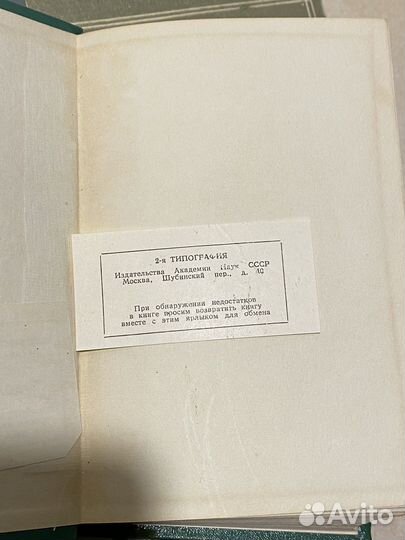 2-я ТИПОГРАФИЯ
Издательства Академии Наук СССР
Москва, Шубинский пер., д. 10
При обнаружении недостатков
в книге просим возвратить книгу
вместе с этим ярлыком для обмена
Avito